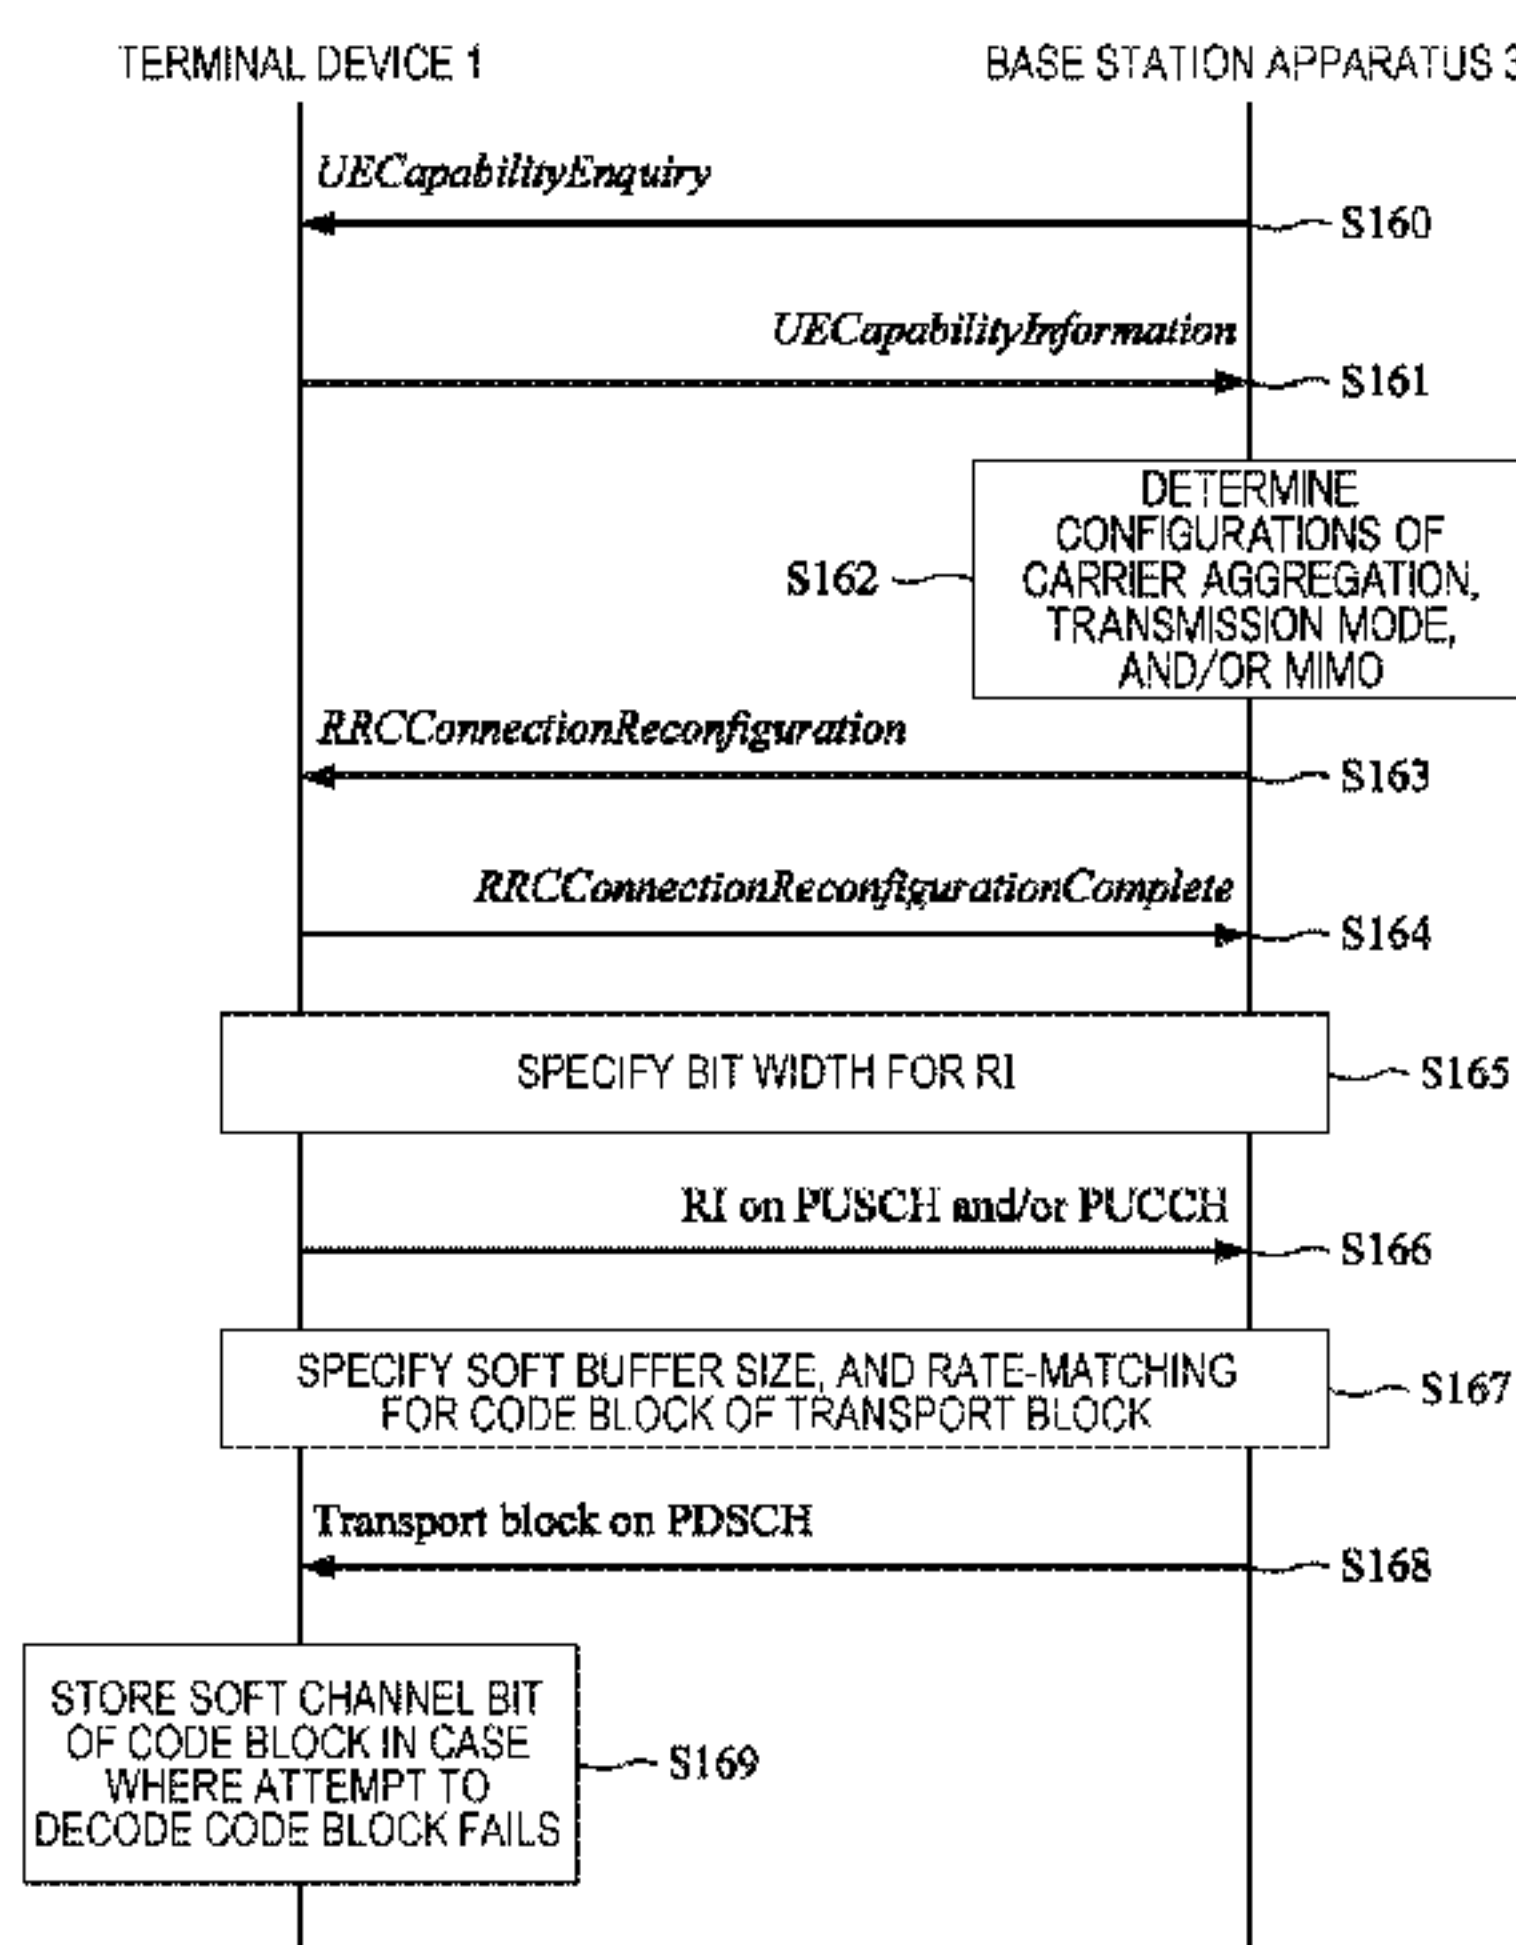 TERMINAL DEVICE 1
BASE STATION APPARATUS 3
UECapabilityEnquiry
S160
UECapabilityInformation
S161
DETERMINE
CONFIGURATIONS OF
CARRIER AGGREGATION,
TRANSMISSION MODE,
AND/OR MIMO
S162
RRCConnectionReconfiguration
S163
RRCConnectionReconfigurationComplete
S164
SPECIFY BIT WIDTH FOR RI
S165
RI on PUSCH and/or PUCCH
S166
SPECIFY SOFT BUFFER SIZE, AND RATE-MATCHING
FOR CODE BLOCK OF TRANSPORT BLOCK
S167
Transport block on PDSCH
S168
STORE SOFT CHANNEL BIT
OF CODE BLOCK IN CASE
WHERE ATTEMPT TO
DECODE CODE BLOCK FAILS
S169